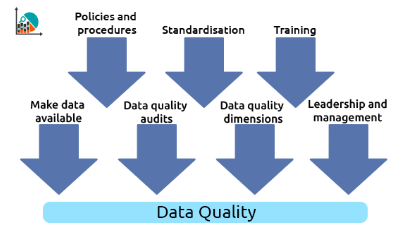 Policies and
procedures
Standardisation
Training
Make data
available
Data quality
audits
Data quality
dimensions
Leadership and
management
Data Quality